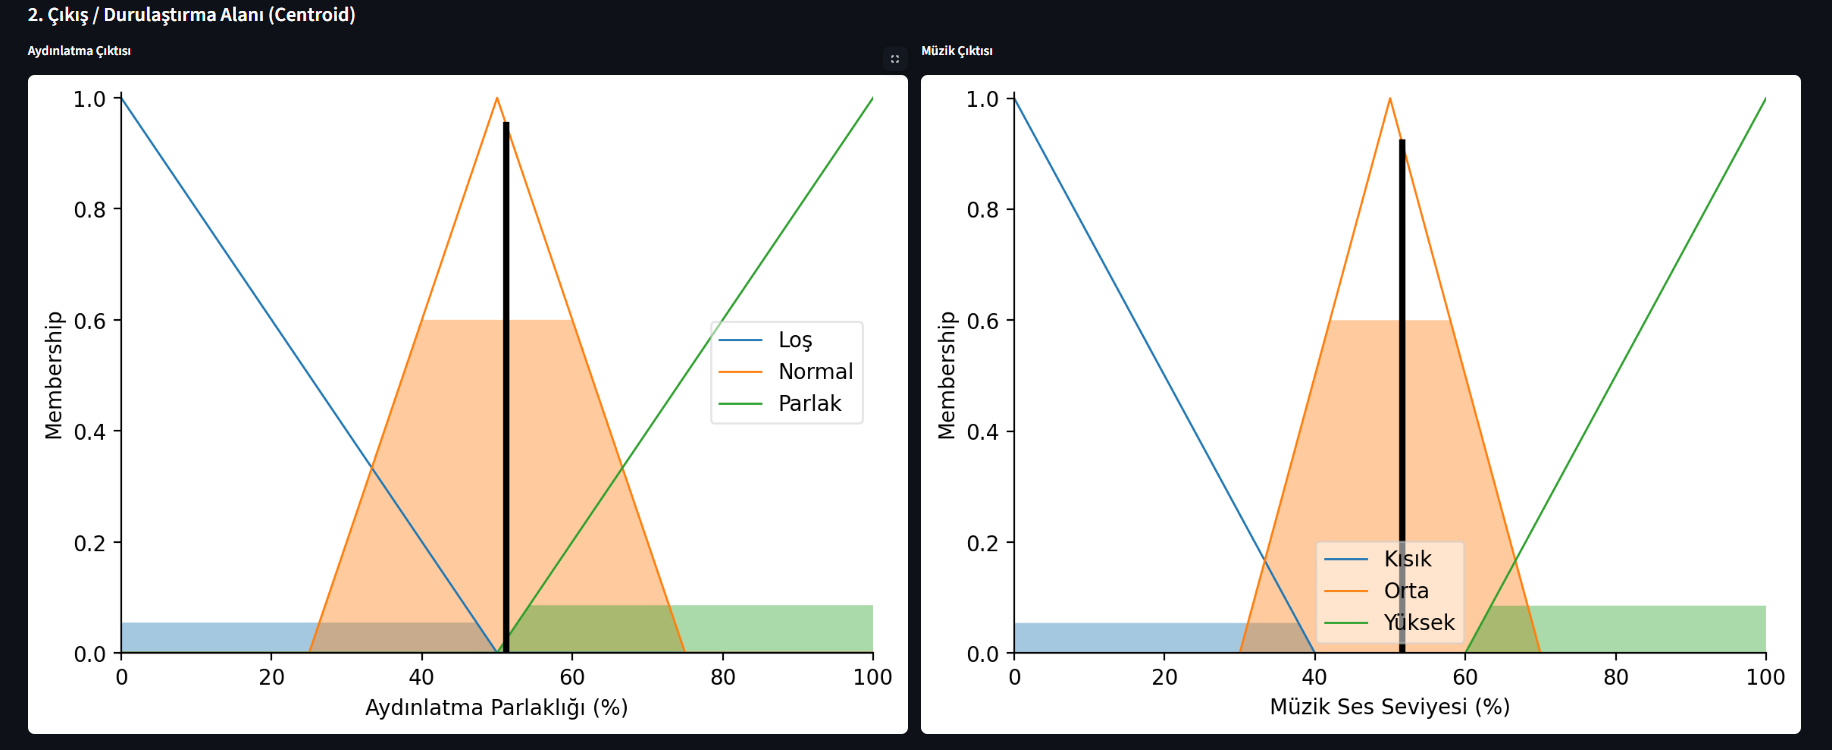 2. Çıkış / Durulaştırma Alanı (Centroid)
Aydınlatma Çıktısı
1.0
0.8
0.6
0.4
0.2
0.0
Membership
Loş
Normal
Parlak
0 20 40 60 80 100
Aydınlatma Parlaklığı (%)
Müzik Çıktısı
1.0
0.8
0.6
0.4
0.2
0.0
Membership
Kısık
Orta
Yüksek
0 20 40 60 80 100
Müzik Ses Seviyesi (%)